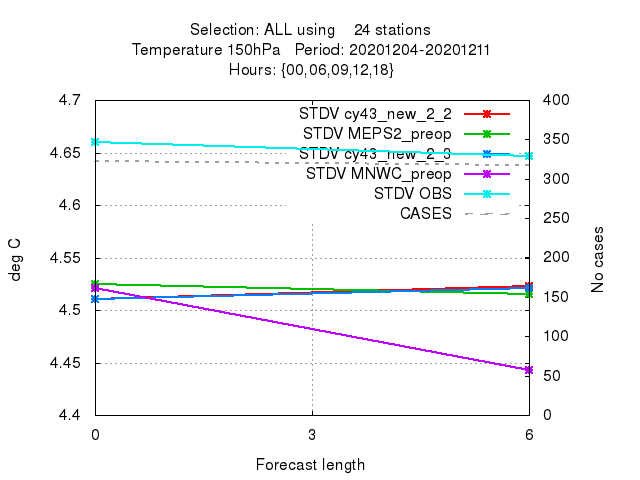 Selection: ALL using 24 stations
Temperature 150hPa Period: 20201204-20201211
Hours: {00,06,09,12,18}
4.7
4.65
4.6
4.55
4.5
4.45
4.4
400
350
300
250
200
150
100
50
0
STDV cy43_new_2_2
STDV MEPS2_preop
STDV cy43_new_2_3
STDV MNWC_preop
STDV OBS
CASES
deg C
No cases
0
3
6
Forecast length